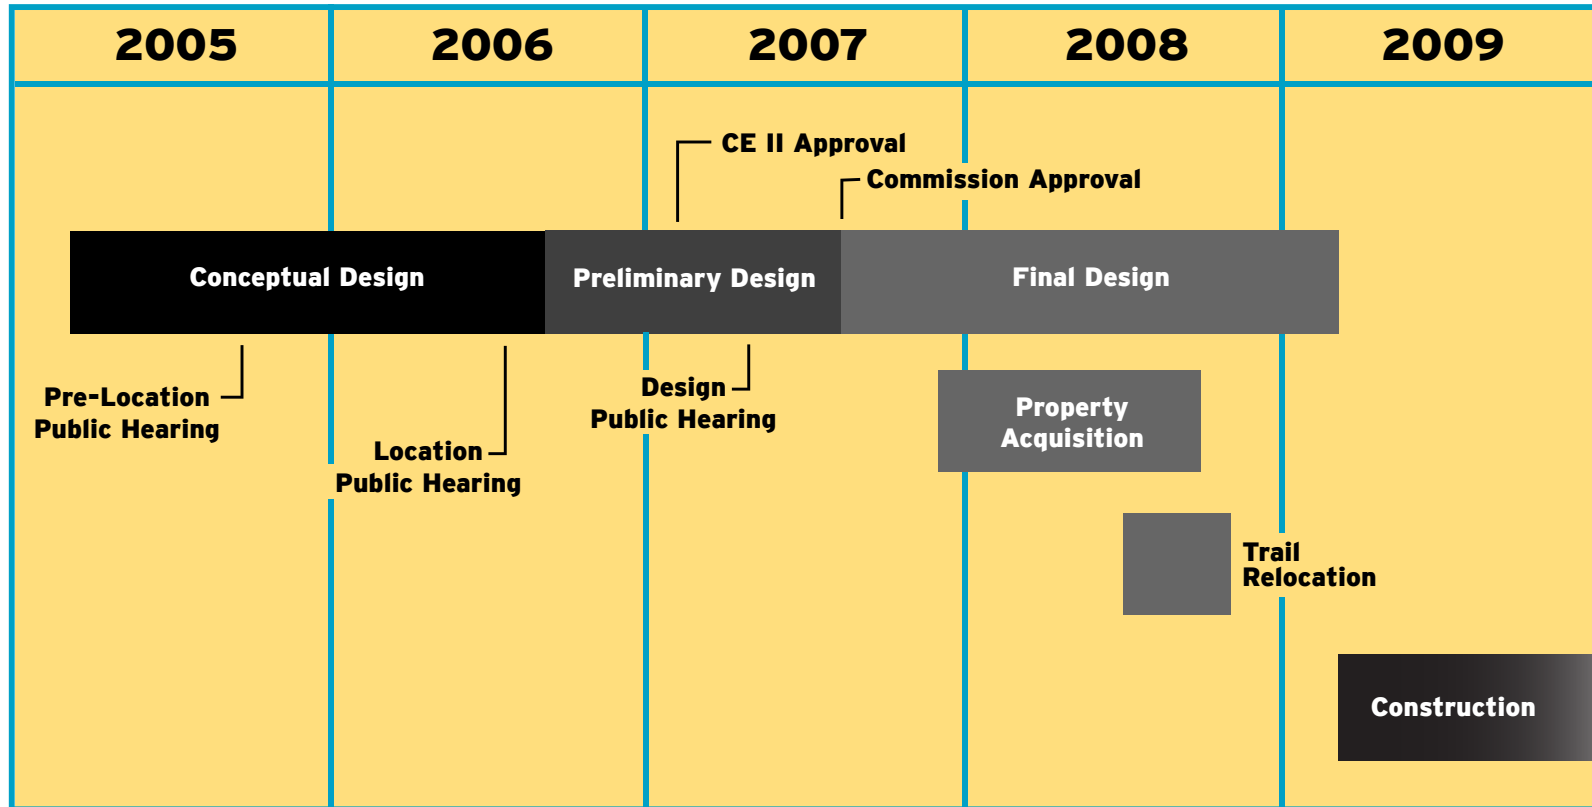 2005 2006 2007 2008 2009
CE II Approval
Commission Approval
Conceptual Design
Preliminary Design
Final Design
Pre-Location
Public Hearing
Location
Public Hearing
Design
Public Hearing
Property
Acquisition
Trail
Relocation
Construction